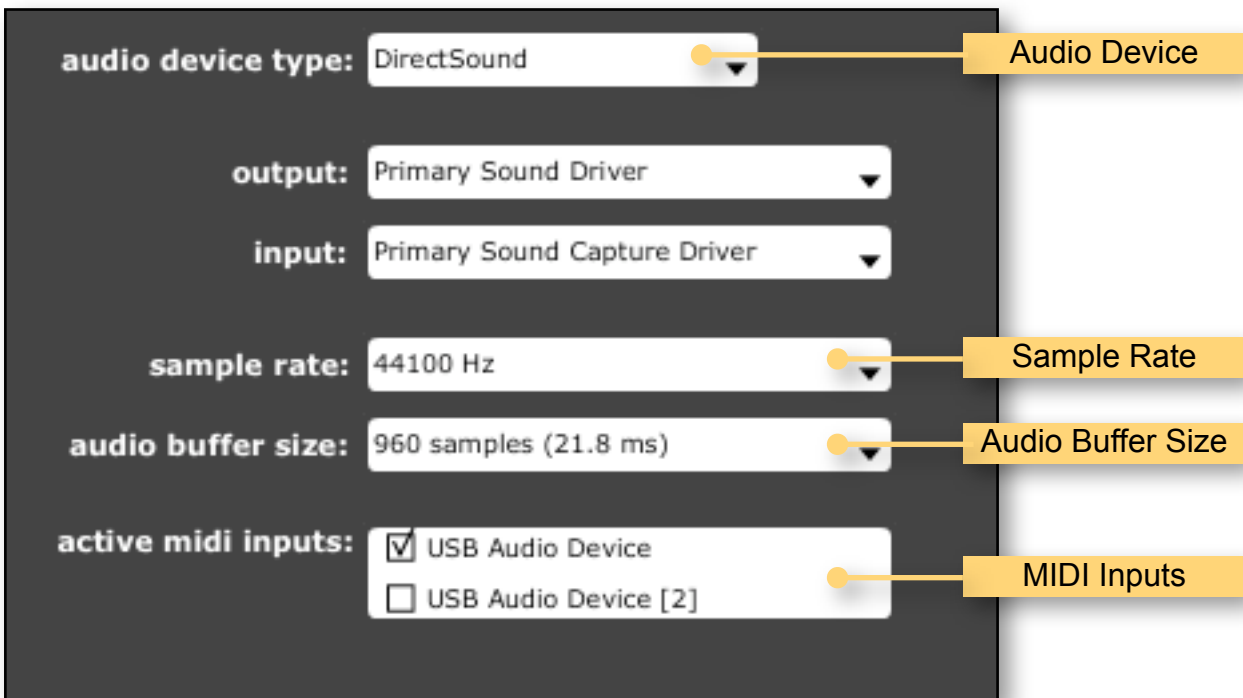 audio device type: DirectSound Audio Device
output: Primary Sound Driver
input: Primary Sound Capture Driver
sample rate: 44100 Hz Sample Rate
audio buffer size: 960 samples (21.8 ms) Audio Buffer Size
active midi inputs: USB Audio Device
USB Audio Device [2]
MIDI Inputs